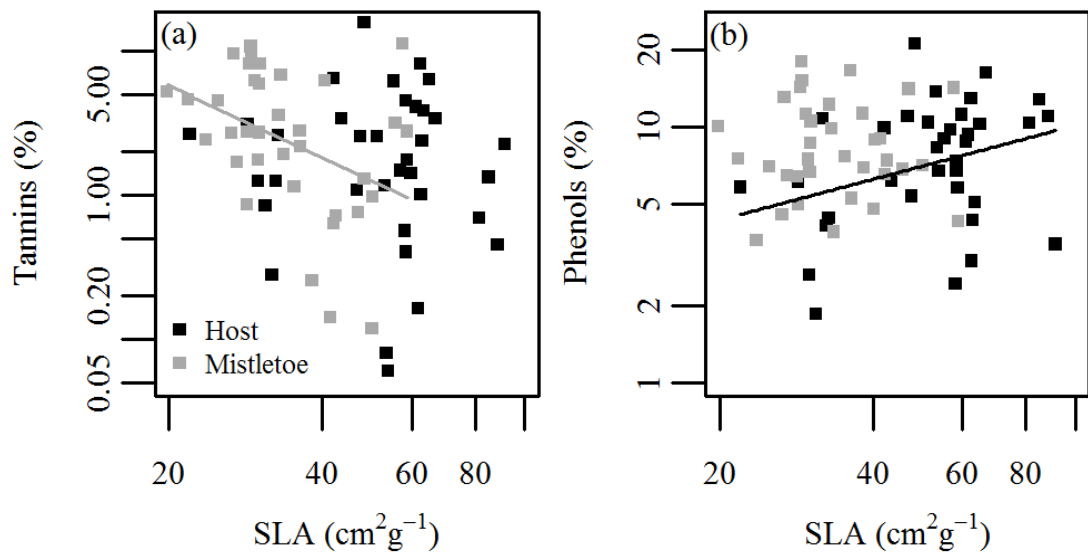 (a)
Tannins (%)
5.00
1.00
0.20
0.05
Host
Mistletoe
20 40 60 80
SLA (cm²g⁻¹)
(b)
Phenols (%)
20
10
5
2
1
20 40 60 80
SLA (cm²g⁻¹)